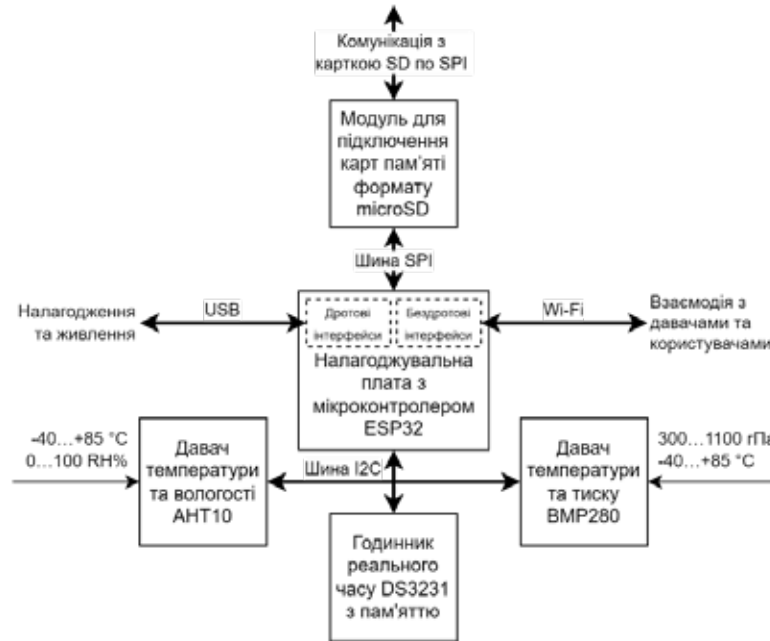 Комунікація з
карткою SD по SPI
Модуль для
підключення
карт пам'яті
формату
microSD
Шина SPI
Налагодження
та живлення
USB
Дротові
інтерфейси
Бездротові
інтерфейси
Wi-Fi
Взаємодія з
давачами та
користувачами
Налагоджувальна
плата з
мікроконтролером
ESP32
-40...+85 °C
0...100 RH%
Давач
температури
та вологості
AHT10
Шина I2C
Давач
температури
та тиску
BMP280
300...1100 гПа
-40...+85 °C
Годинник
реального
часу DS3231
з пам'яттю